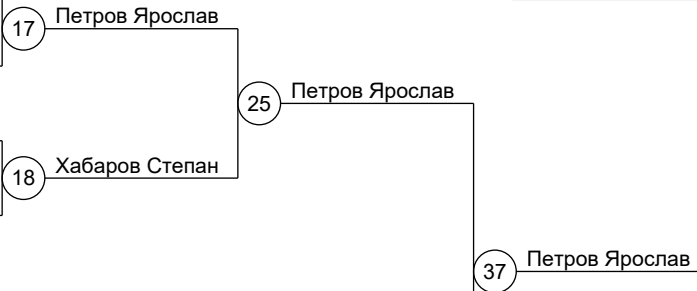 17 Петров Ярослав
25 Петров Ярослав
18 Хабаров Степан
37 Петров Ярослав